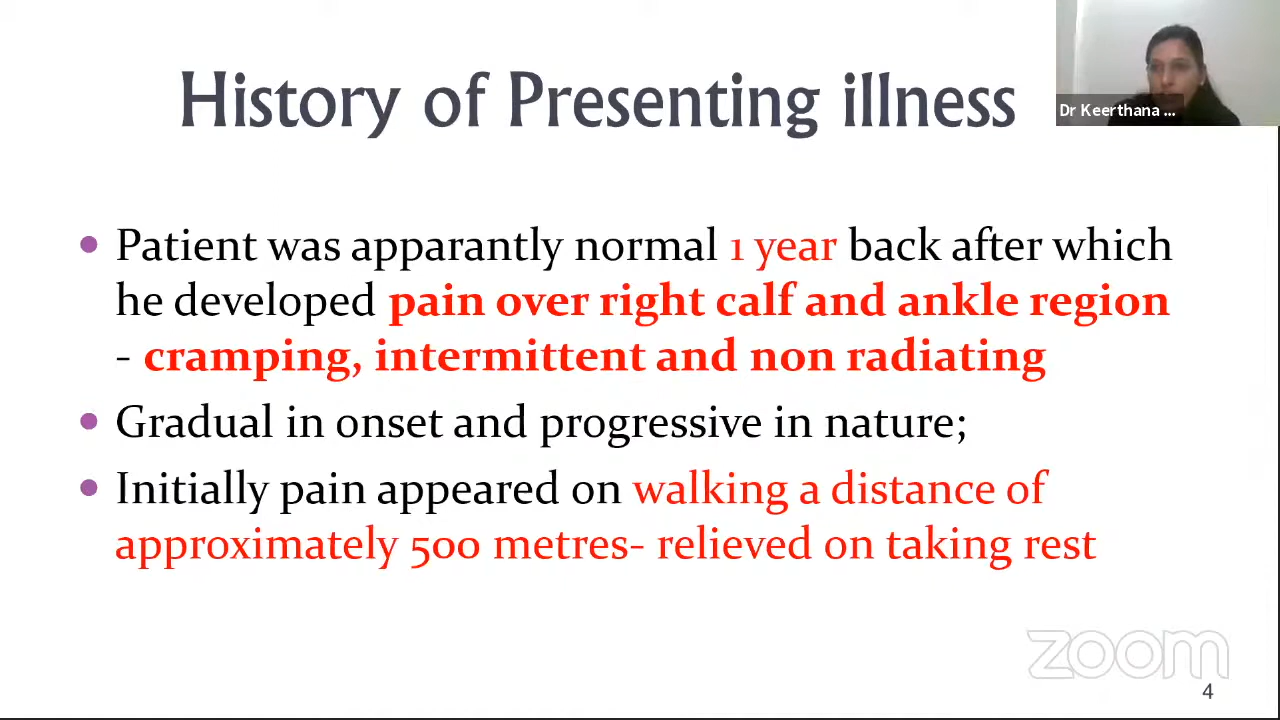 History of Presenting illness
Dr Keerthana ...
• Patient was apparantly normal 1 year back after which
he developed pain over right calf and ankle region
- cramping, intermittent and non radiating
• Gradual in onset and progressive in nature;
• Initially pain appeared on walking a distance of
approximately 500 metres- relieved on taking rest
zoom
4